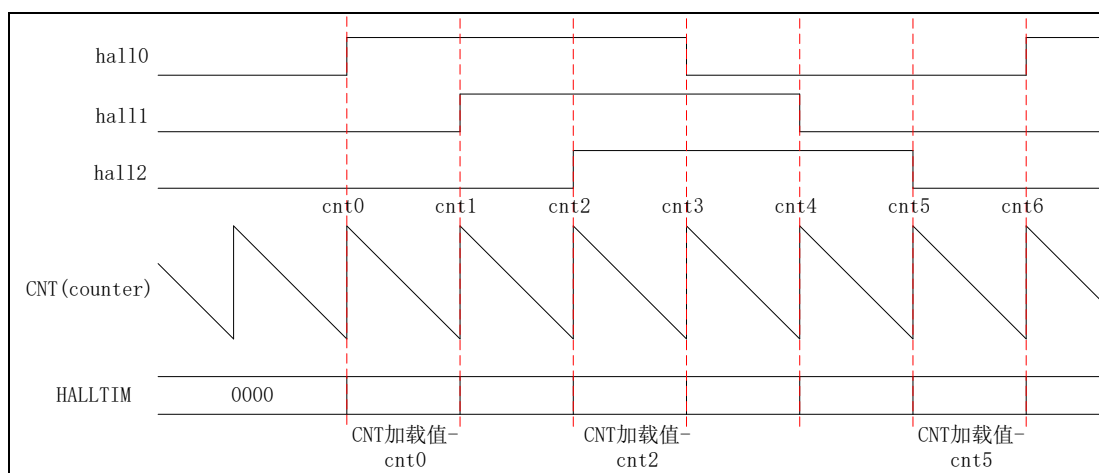 hall0
hall1
hall2
cnt0 cnt1 cnt2 cnt3 cnt4 cnt5 cnt6
CNT(counter)
HALLTIM 0000
CNT加载值- CNT加载值- CNT加载值-
cnt0 cnt2 cnt5